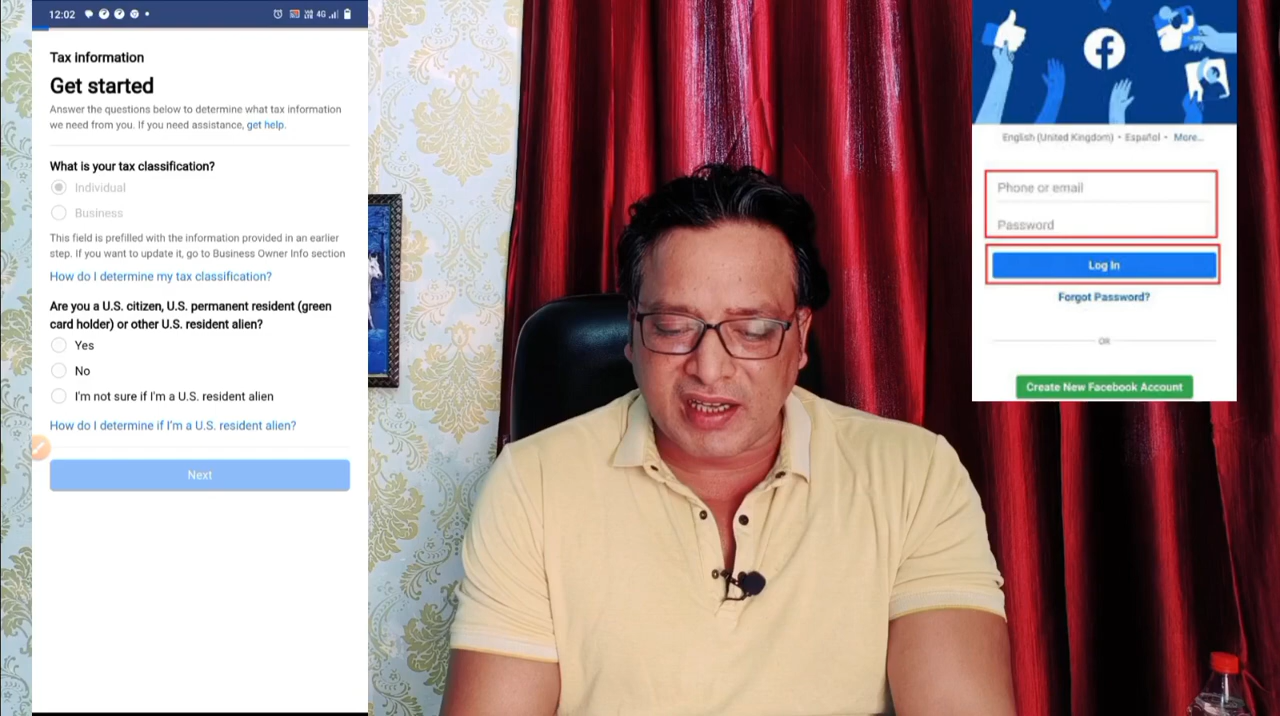 12:02
4G
Tax information
Get started
Answer the questions below to determine what tax information
we need from you. If you need assistance, get help.
What is your tax classification?
Individual
Business
This field is prefilled with the information provided in an earlier
step. If you want to update it, go to Business Owner Info section
How do I determine my tax classification?
Are you a U.S. citizen, U.S. permanent resident (green
card holder) or other U.S. resident alien?
Yes
No
I'm not sure if I'm a U.S. resident alien
How do I determine if I'm a U.S. resident alien?
Next
English (United Kingdom) • Español • More...
Phone or email
Password
Log In
Forgot Password?
OR
Create New Facebook Account